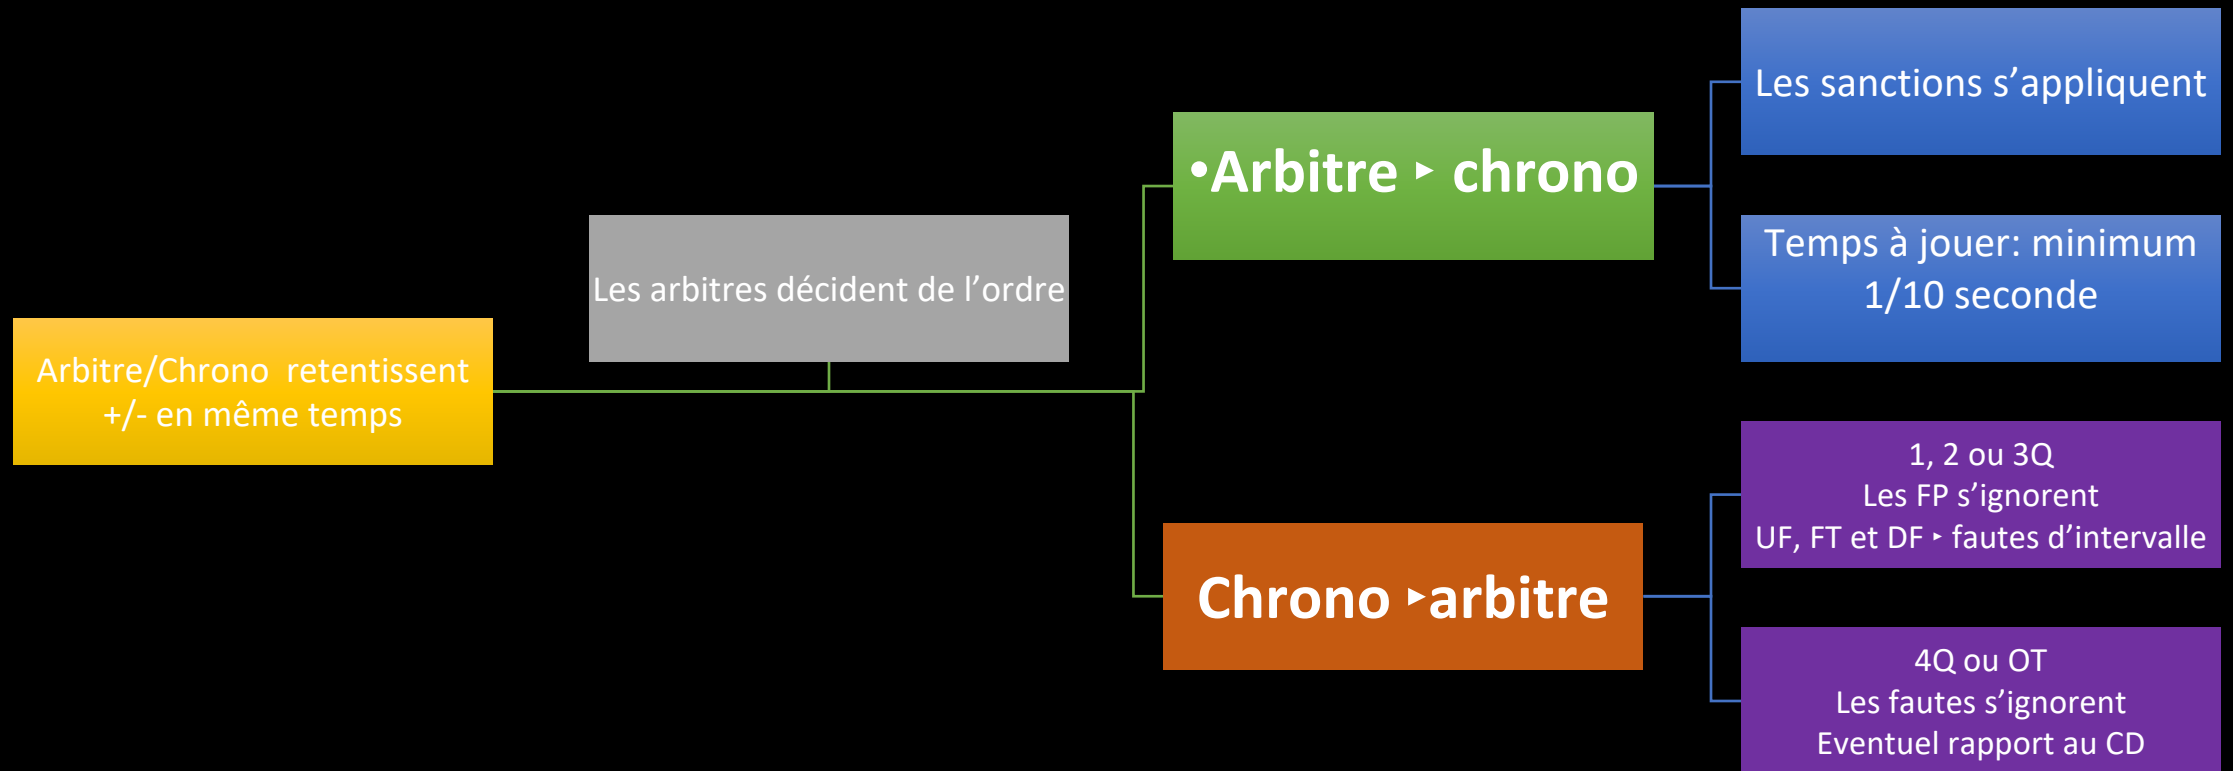 Arbitre/Chrono  retentissent
+/- en même temps
Les arbitres décident de l’ordre
•Arbitre ‣ chrono
Les sanctions s’appliquent
Temps à jouer: minimum
1/10 seconde
Chrono ‣arbitre
1, 2 ou 3Q
Les FP s’ignorent
UF, FT et DF ‣ fautes d’intervalle
4Q ou OT
Les fautes s’ignorent
Eventuel rapport au CD